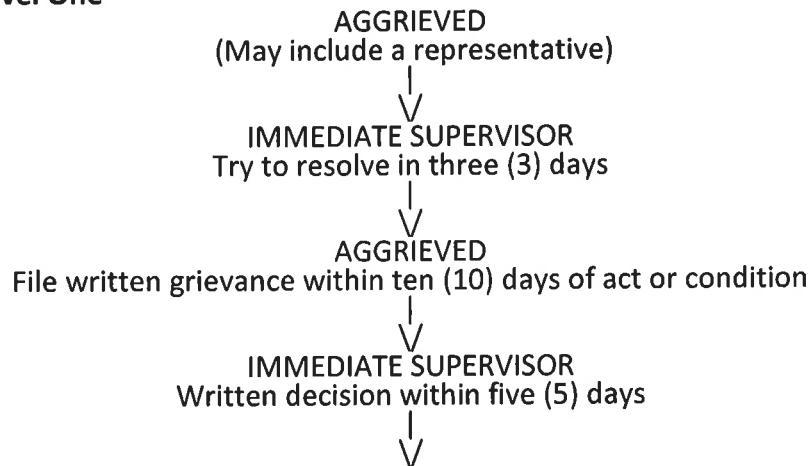 One
AGGRIEVED
(May include a representative)
IMMEDIATE SUPERVISOR
Try to resolve in three (3) days
AGGRIEVED
File written grievance within ten (10) days of act or condition
IMMEDIATE SUPERVISOR
Written decision within five (5) days